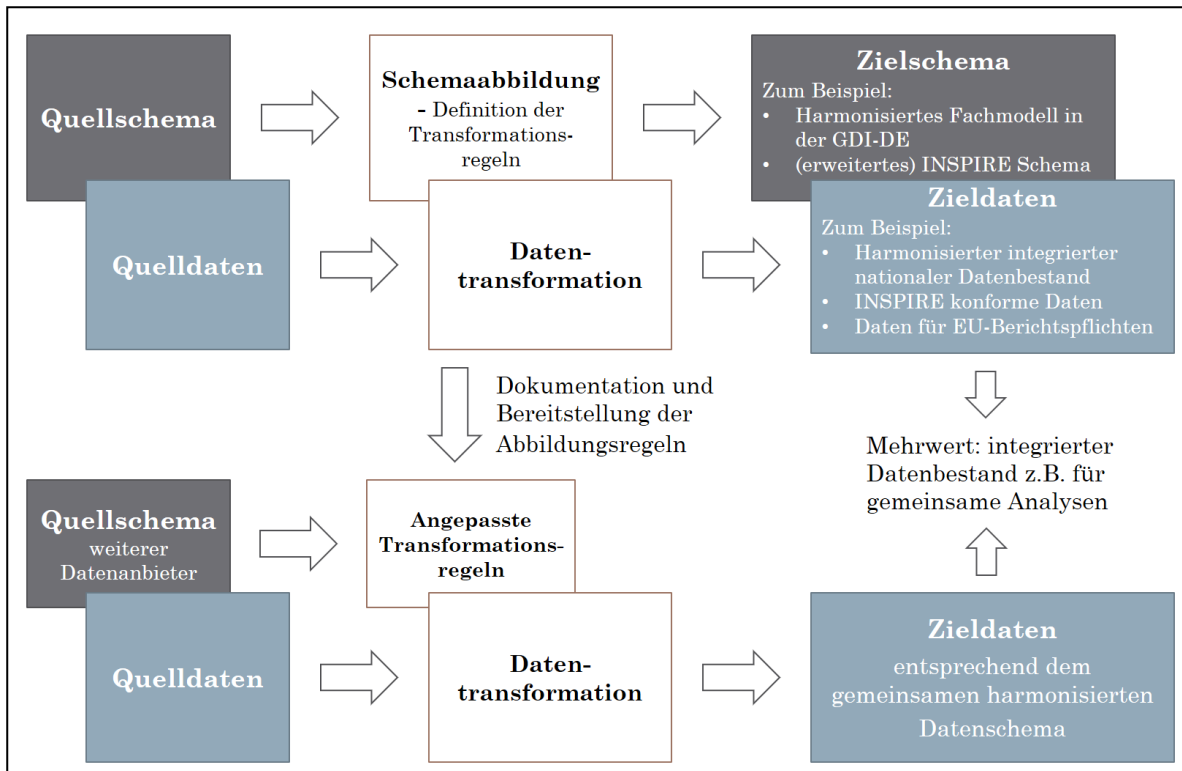 Quellschema
Schemaabbildung
– Definition der
Transformations-
regeln
Zielschema
Zum Beispiel:
• Harmonisiertes Fachmodell in
der GDI-DE
• (erweitertes) INSPIRE Schema
Quelldaten
Daten-
transformation
Zieldaten
Zum Beispiel:
• Harmonisierter integrierter
nationaler Datenbestand
• INSPIRE konforme Daten
• Daten für EU-Berichtspflichten
Dokumentation und
Bereitstellung der
Abbildungsregeln
Mehrwert: integrierter
Datenbestand z.B. für
gemeinsame Analysen
Quellschema
weiterer
Datenanbieter
Angepasste
Transformations-
regeln
Quelldaten
Daten-
transformation
Zieldaten
entsprechend dem
gemeinsamen harmonisierten
Datenschema